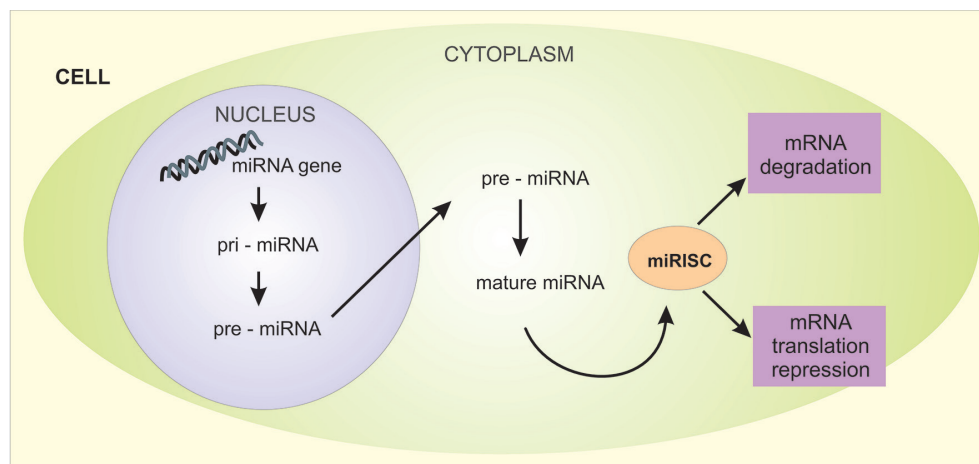 CYTOPLASM
CELL
NUCLEUS
miRNA gene
pri - miRNA
pre - miRNA
pre - miRNA
mature miRNA
miRISC
mRNA
degradation
mRNA
translation
repression